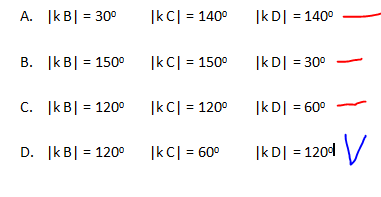 A. |k B| = 30⁰ |k C| = 140⁰ |k D| = 140⁰
B. |k B| = 150⁰ |k C| = 150⁰ |k D| = 30⁰
C. |k B| = 120⁰ |k C| = 120⁰ |k D| = 60⁰
D. |k B| = 120⁰ |k C| = 60⁰ |k D| = 120⁰